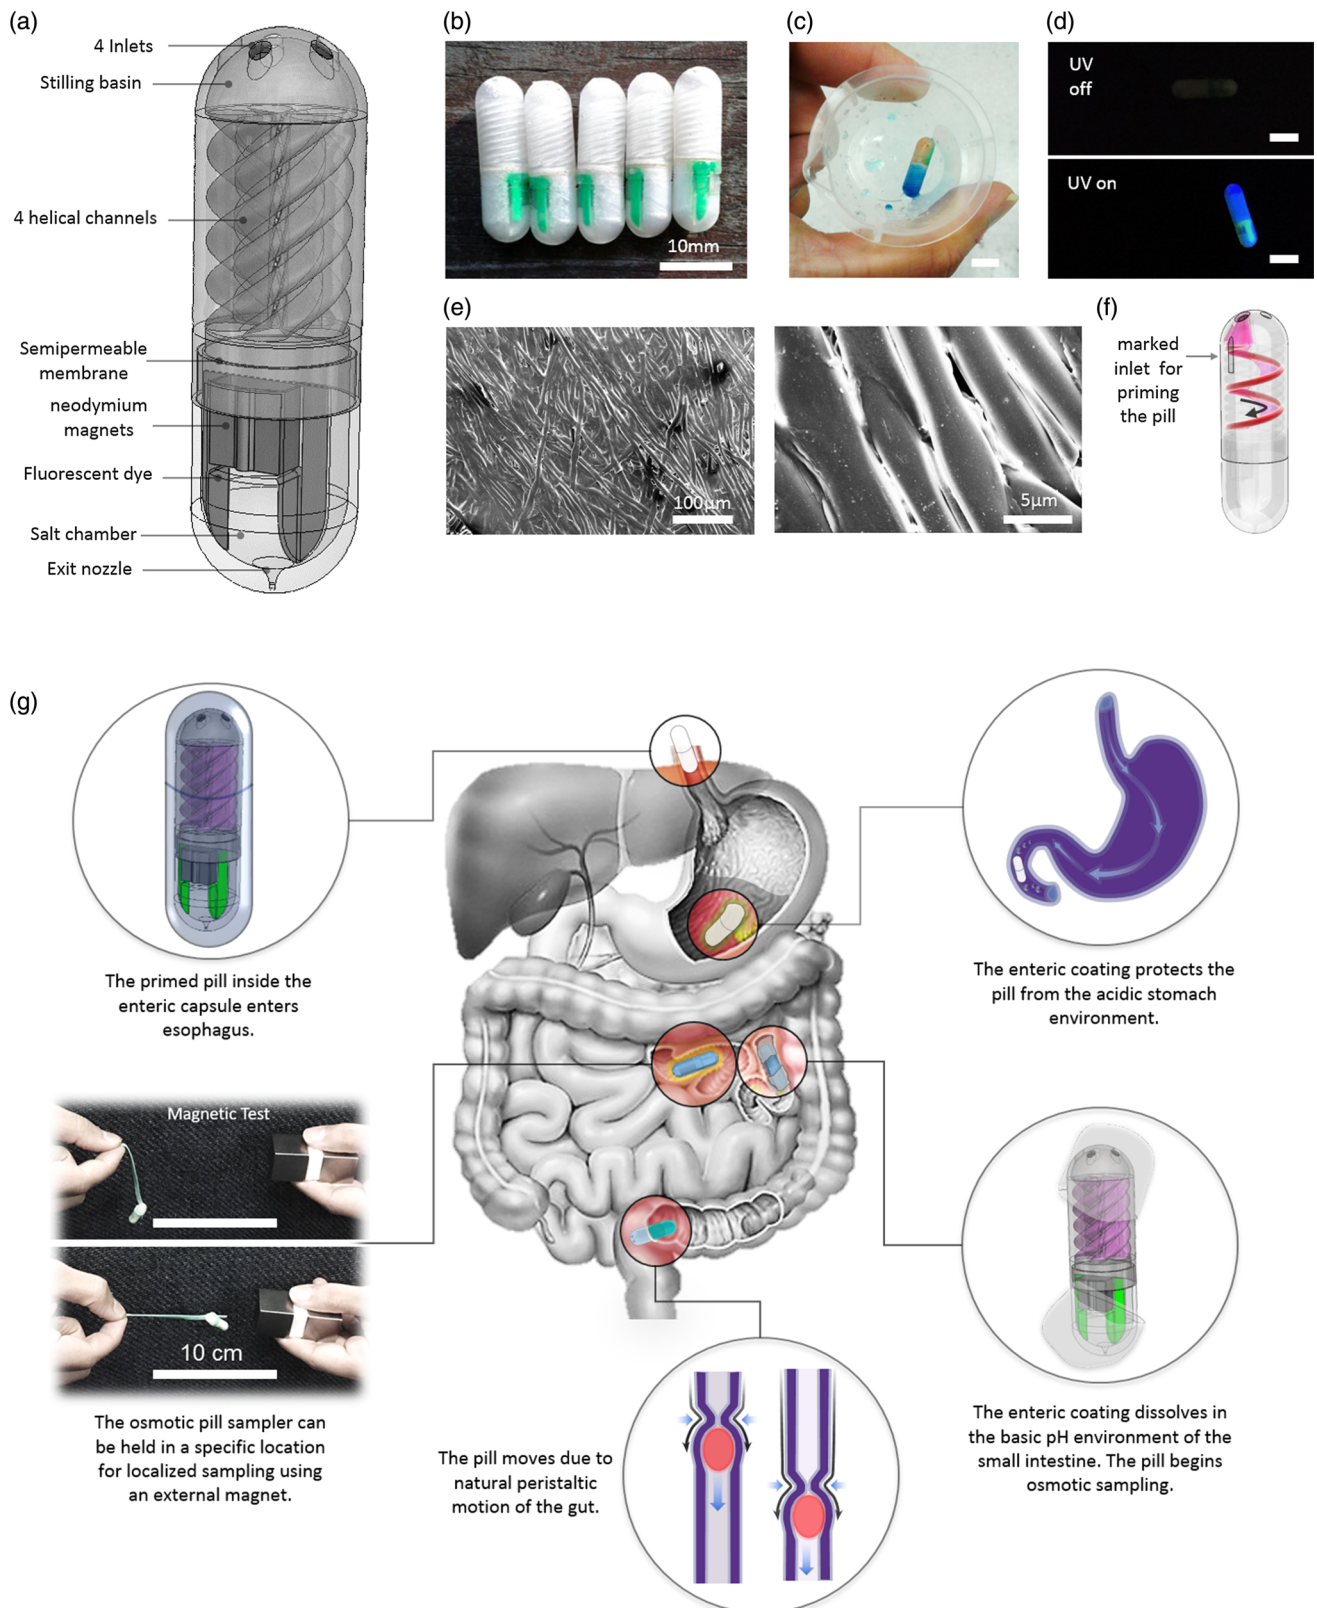 (a)
4 Inlets
Stilling basin
4 helical channels
Semipermeable
membrane
neodymium
magnets
Fluorescent dye
Salt chamber
Exit nozzle
(b)
10mm
(c)
(d)
UV
off
UV on
(e)
100µm
5µm
(f)
marked
inlet for
priming
the pill
(g)
The primed pill inside the
enteric capsule enters
esophagus.
The enteric coating protects the
pill from the acidic stomach
environment.
Magnetic Test
10 cm
The osmotic pill sampler can
be held in a specific location
for localized sampling using
an external magnet.
The pill moves due to
natural peristaltic
motion of the gut.
The enteric coating dissolves in
the basic pH environment of the
small intestine. The pill begins
osmotic sampling.